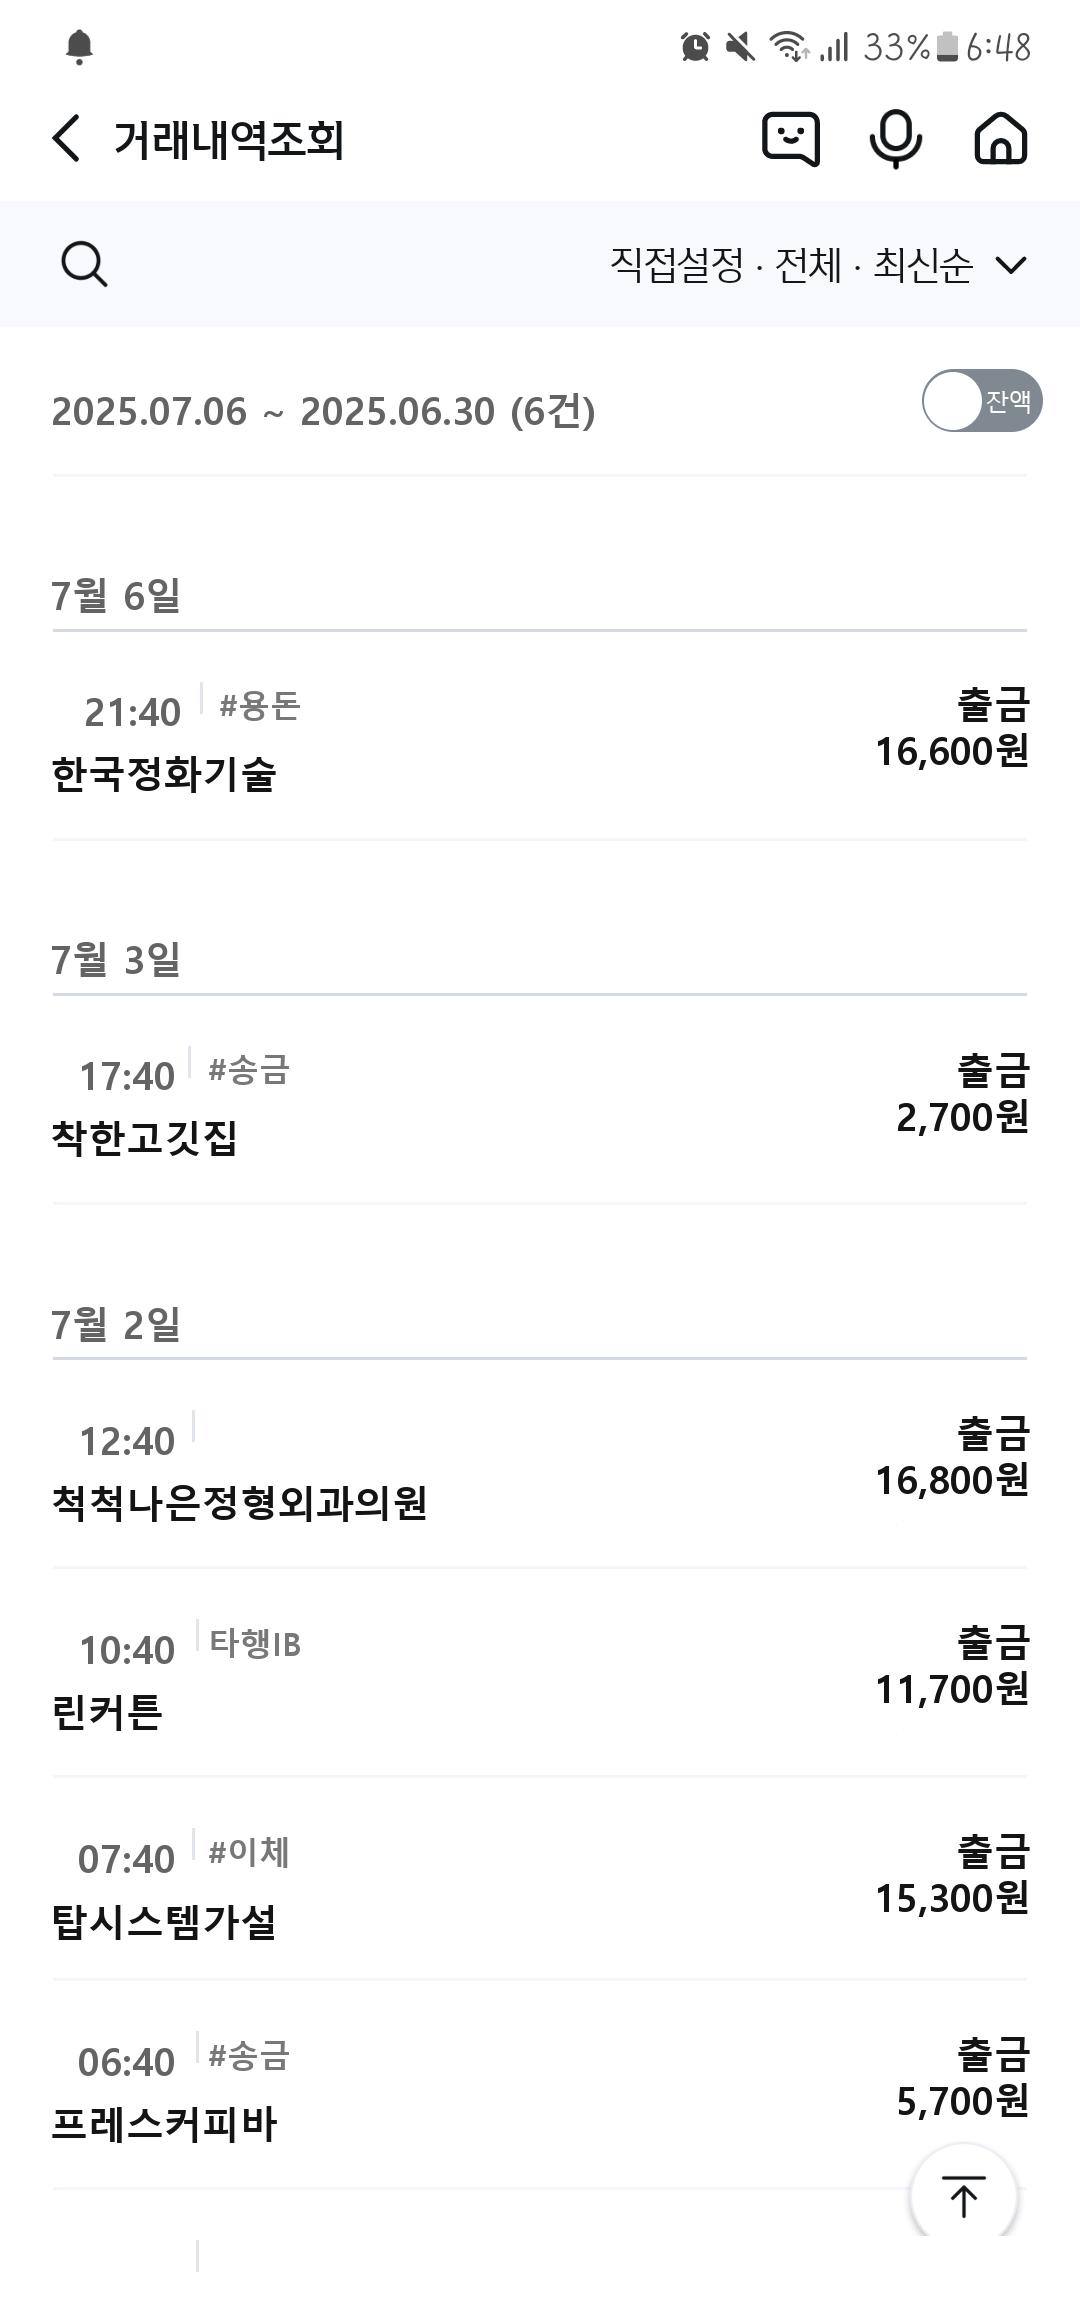 33% 6:48
거래내역조회
직접설정 · 전체 · 최신순
2025.07.06 ~ 2025.06.30 (6건)
잔액
7월 6일
21:40 #용돈
출금
한국정화기술
16,600원
7월 3일
17:40 #송금
출금
착한고깃집
2,700원
7월 2일
12:40
출금
척척나은정형외과의원
16,800원
10:40 타행IB
출금
린커튼
11,700원
07:40 #이체
출금
탑시스템가설
15,300원
06:40 #송금
출금
프레스커피바
5,700원